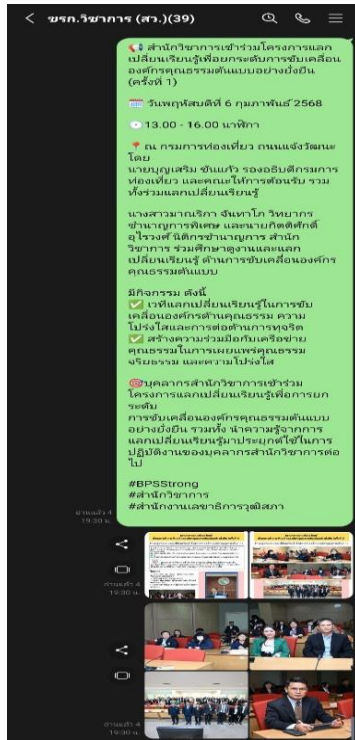 ขรก.วิชาการ (สว.)(39)
📢 สำนักวิชาการเข้าร่วมโครงการแลก
เปลี่ยนเรียนรู้เพื่อยกระดับการขับเคลื่อน
องค์กรคุณธรรมต้นแบบอย่างยั่งยืน
(ครั้งที่ 1)
🗓️ วันพฤหัสบดีที่ 6 กุมภาพันธ์ 2568
🕐 13.00 - 16.00 นาฬิกา
📍 ณ กรมการท่องเที่ยว ถนนแจ้งวัฒนะ
โดย
นายบุญเสริม ขันแก้ว รองอธิบดีกรมการ
ท่องเที่ยว และคณะให้การต้อนรับ รวม
ทั้งร่วมแลกเปลี่ยนเรียนรู้
นางสาวมาณริกา จันทาโภ วิทยากร
ชำนาญการพิเศษ และนายกิตติศักดิ์
อุไรวงศ์ นิติกรชำนาญการ สำนัก
วิชาการ ร่วมศึกษาดูงานและแลก
เปลี่ยนเรียนรู้ ด้านการขับเคลื่อนองค์กร
คุณธรรมต้นแบบ
มีกิจกรรม ดังนี้
✅ เวทีแลกเปลี่ยนเรียนรู้ในการขับ
เคลื่อนองค์กรด้านคุณธรรม ความ
โปร่งใสและการต่อต้านการทุจริต
✅ สร้างความร่วมมือกับเครือข่าย
คุณธรรมในการเผยแพร่คุณธรรม
จริยธรรม และความโปร่งใส
🎯บุคลากรสำนักวิชาการเข้าร่วม
โครงการแลกเปลี่ยนเรียนรู้เพื่อการยก
ระดับ
การขับเคลื่อนองค์กรคุณธรรมต้นแบบ
อย่างยั่งยืน รวมทั้ง นำความรู้จากการ
แลกเปลี่ยนเรียนรู้มาประยุกต์ใช้ในการ
ปฏิบัติงานของบุคลากรสำนักวิชาการต่อ
ไป
#BPSStrong
#สำนักวิชาการ
#สำนักงานเลขาธิการวุฒิสภา
อ่านแล้ว 4
19:30 น.
อ่านแล้ว 4
19:30 น.
อ่านแล้ว 4
19:30 น.